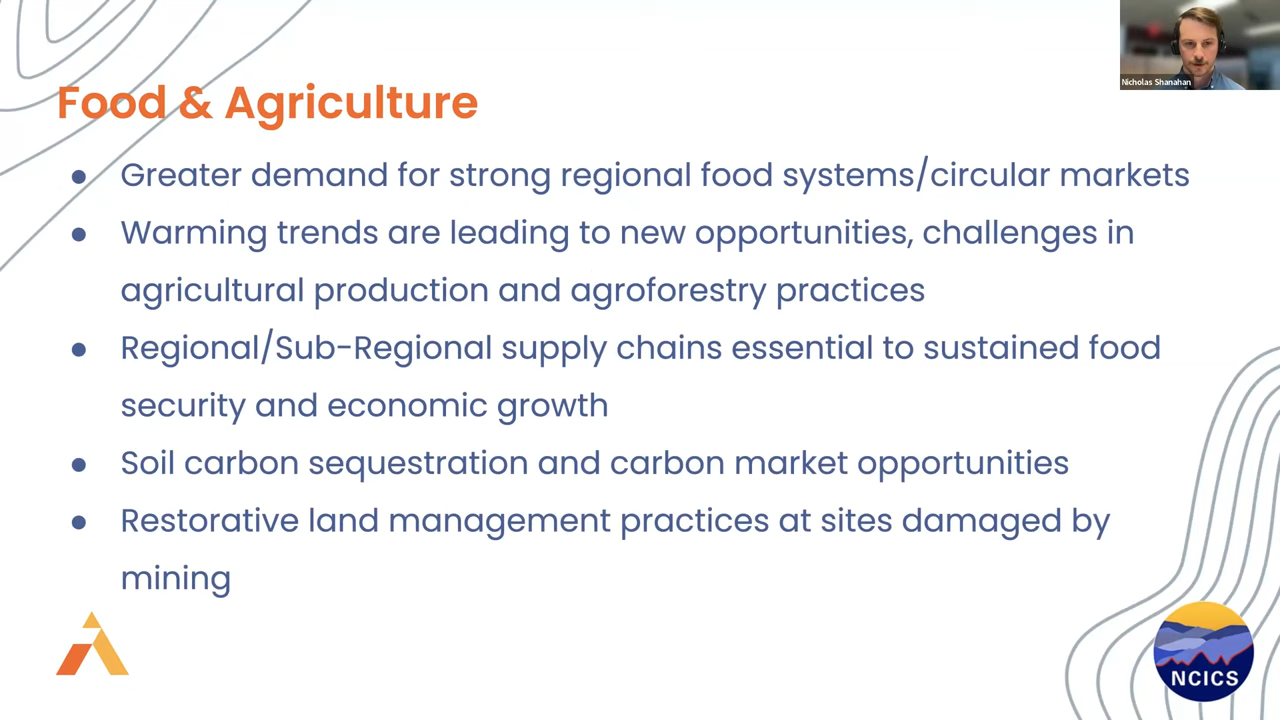 Nicholas Shanahan
Food & Agriculture
● Greater demand for strong regional food systems/circular markets
● Warming trends are leading to new opportunities, challenges in
agricultural production and agroforestry practices
● Regional/Sub-Regional supply chains essential to sustained food
security and economic growth
● Soil carbon sequestration and carbon market opportunities
● Restorative land management practices at sites damaged by
mining
NCICS